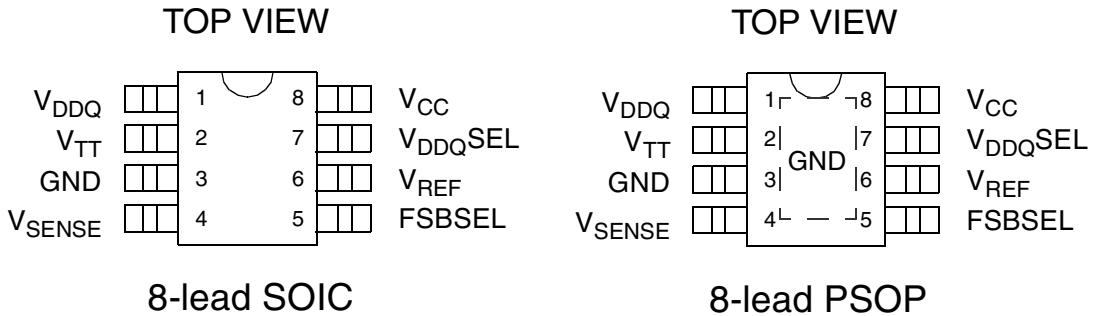 TOP VIEW
VDDQ 1 8 VCC
VTT 2 7 VDDQSEL
GND 3 6 VREF
VSENSE 4 5 FSBSEL
8-lead SOIC
TOP VIEW
VDDQ 1 8 VCC
VTT 2 7 VDDQSEL
GND
GND 3 6 VREF
VSENSE 4 5 FSBSEL
8-lead PSOP